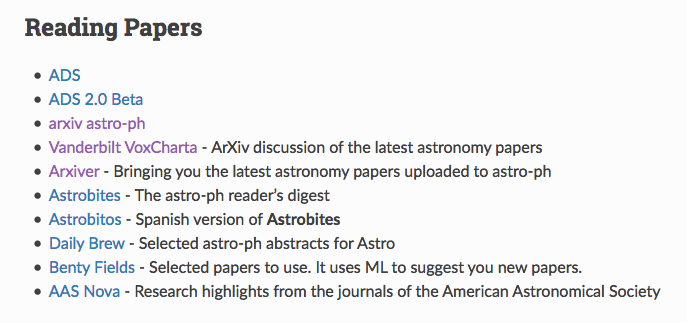 Reading Papers
ADS
ADS 2.0 Beta
arxiv astro-ph
Vanderbilt VoxCharta - ArXiv discussion of the latest astronomy papers
Arxiver - Bringing you the latest astronomy papers uploaded to astro-ph
Astrobites - The astro-ph reader’s digest
Astrobitos - Spanish version of Astrobites
Daily Brew - Selected astro-ph abstracts for Astro
Benty Fields - Selected papers to use. It uses ML to suggest you new papers.
AAS Nova - Research highlights from the journals of the American Astronomical Society